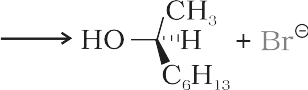 CH₃
HO H + Br⊖
C₆H₁₃